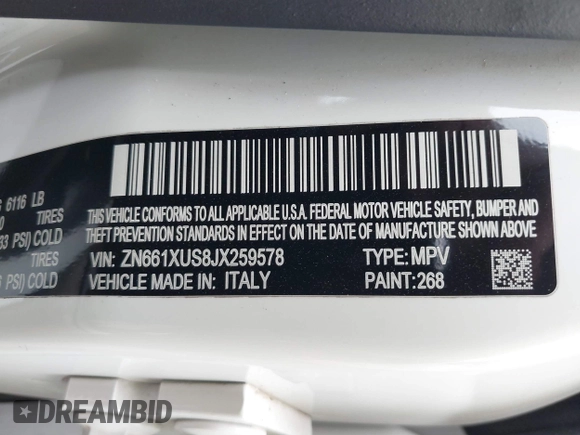 G 6116 LB
0 TIRES
33 PSI) COLD
TIRES
PSI) COLD
THIS VEHICLE CONFORMS TO ALL APPLICABLE U.S.A. FEDERAL MOTOR VEHICLE SAFETY, BUMPER AND
THEFT PREVENTION STANDARDS IN EFFECT ON THE DATE OF MANUFACTURE SHOWN ABOVE
VIN: ZN661XUS8JX259578 TYPE: MPV
VEHICLE MADE IN: ITALY PAINT:268
DREAMBID